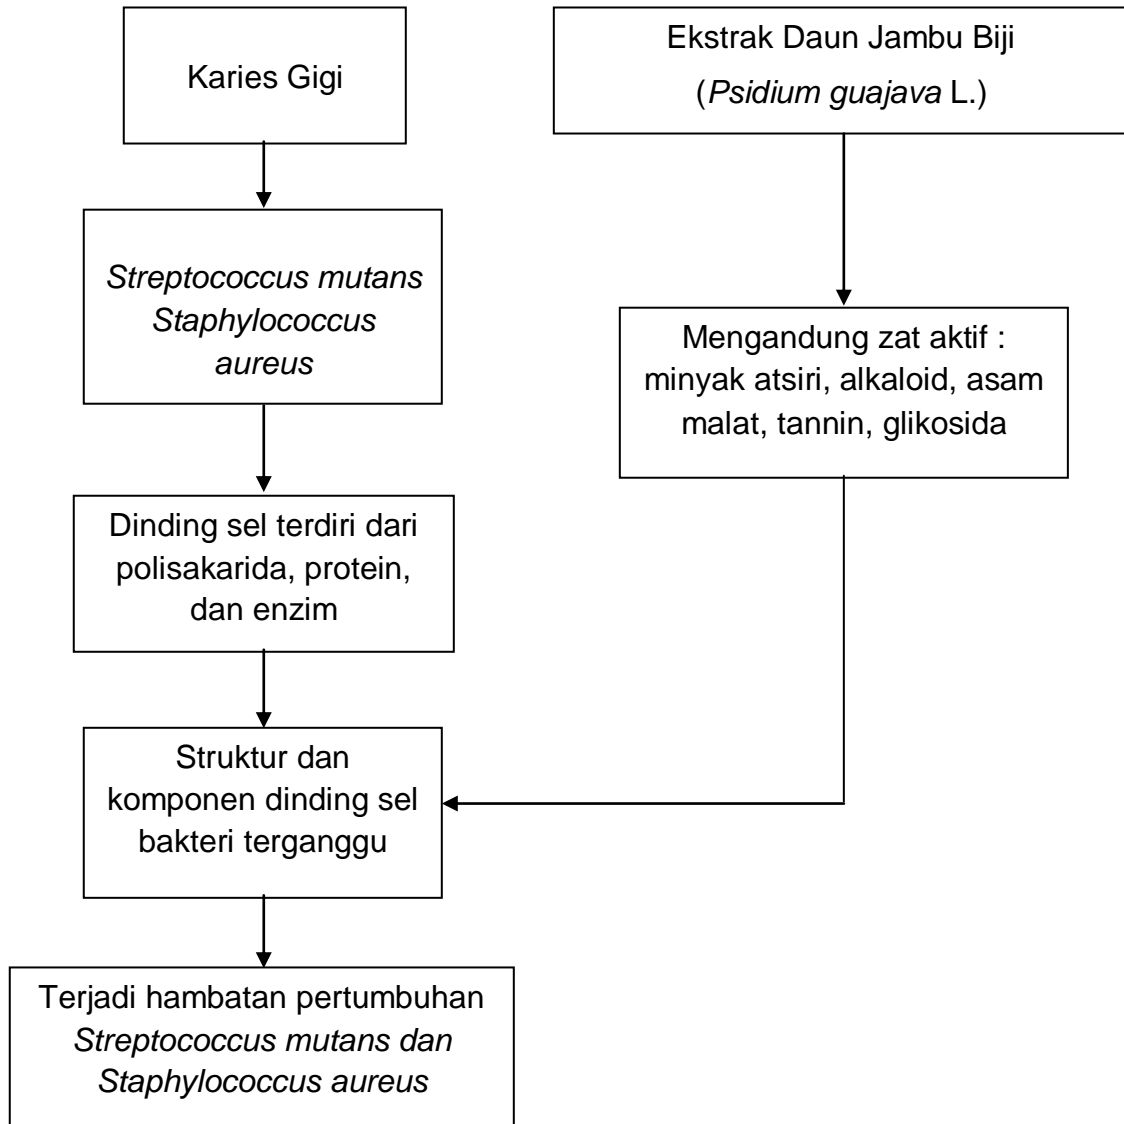 Karies Gigi
Ekstrak Daun Jambu Biji
(Psidium guajava L.)
Streptococcus mutans
Staphylococcus
aureus
Mengandung zat aktif :
minyak atsiri, alkaloid, asam
malat, tannin, glikosida
Dinding sel terdiri dari
polisakarida, protein,
dan enzim
Struktur dan
komponen dinding sel
bakteri terganggu
Terjadi hambatan pertumbuhan
Streptococcus mutans dan
Staphylococcus aureus